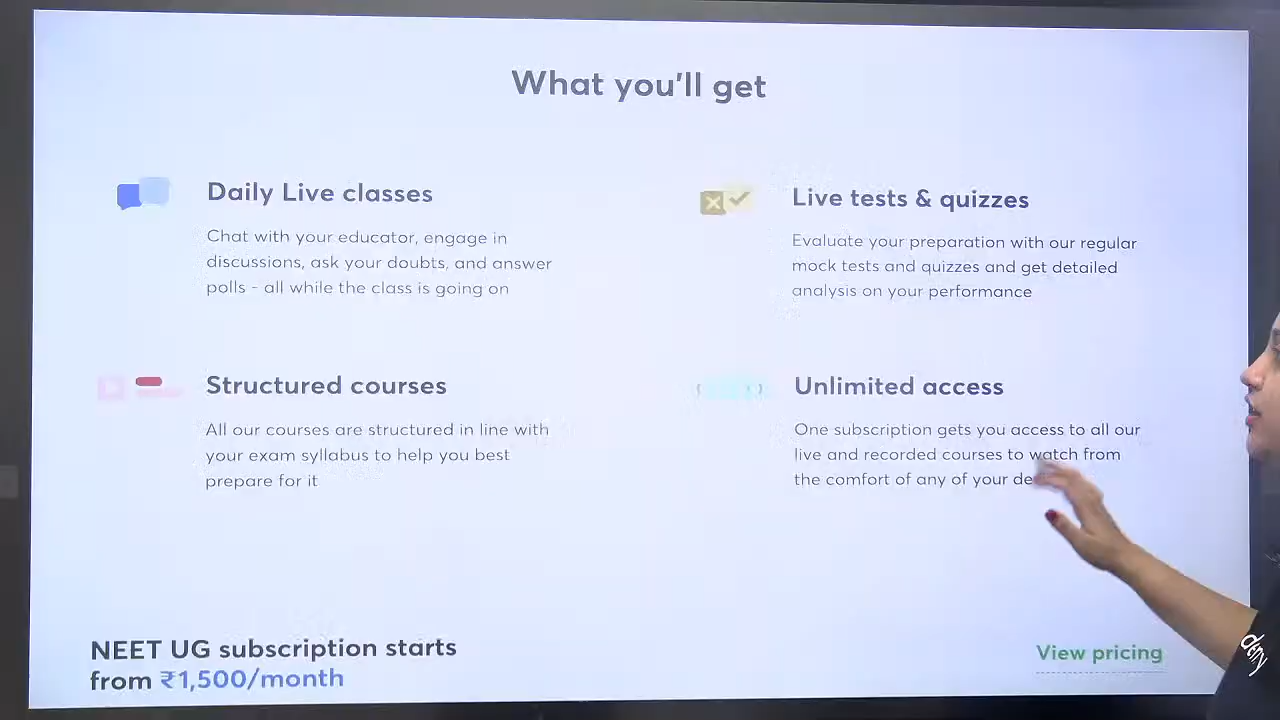 What you'll get
Daily Live classes
Chat with your educator, engage in
discussions, ask your doubts, and answer
polls - all while the class is going on
Live tests & quizzes
Evaluate your preparation with our regular
mock tests and quizzes and get detailed
analysis on your performance
Structured courses
All our courses are structured in line with
your exam syllabus to help you best
prepare for it
Unlimited access
One subscription gets you access to all our
live and recorded courses to watch from
the comfort of any of your
NEET UG subscription starts
from ₹1,500/month
View pricing